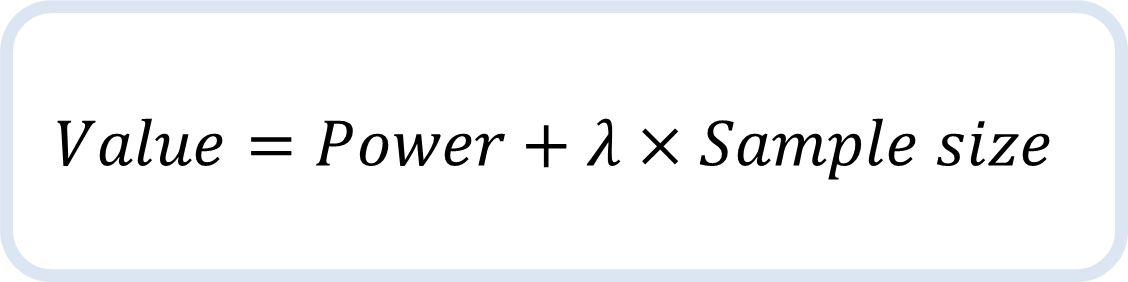 Value = Power + λ × Sample size